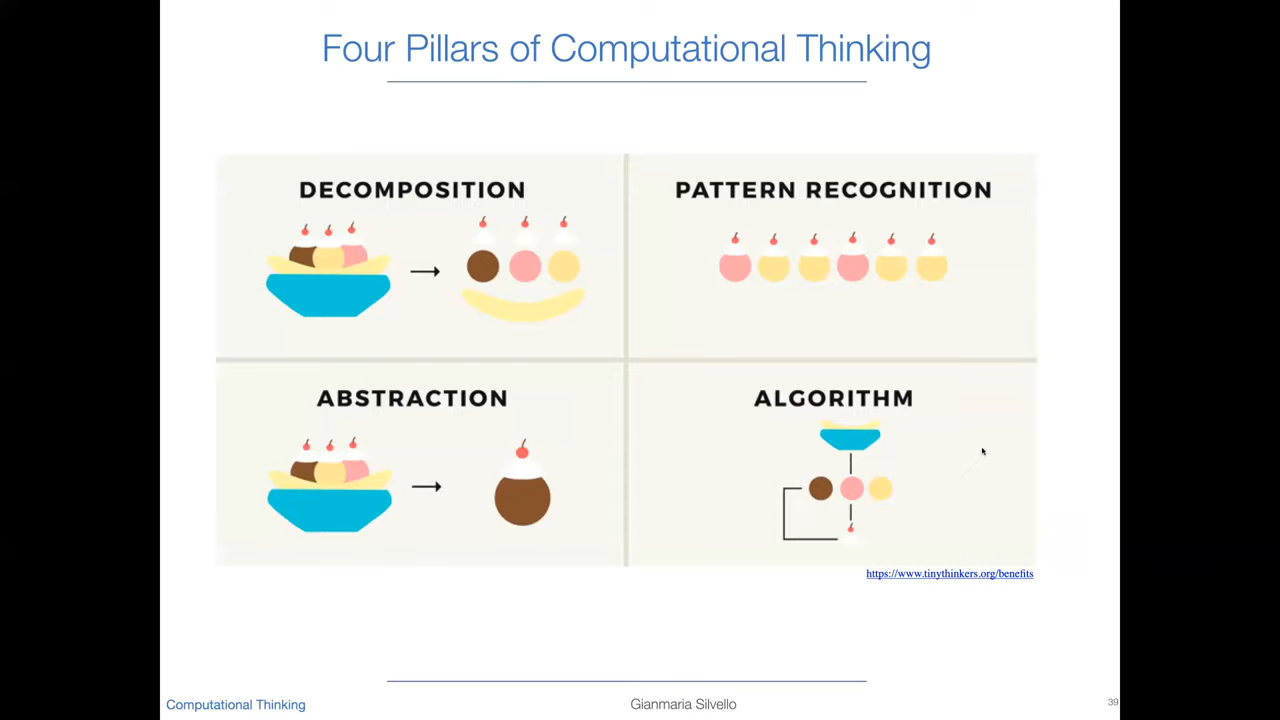 Four Pillars of Computational Thinking
DECOMPOSITION
PATTERN RECOGNITION
ABSTRACTION
ALGORITHM
https://www.tinythinkers.org/benefits
Computational Thinking
Gianmaria Silvello
39